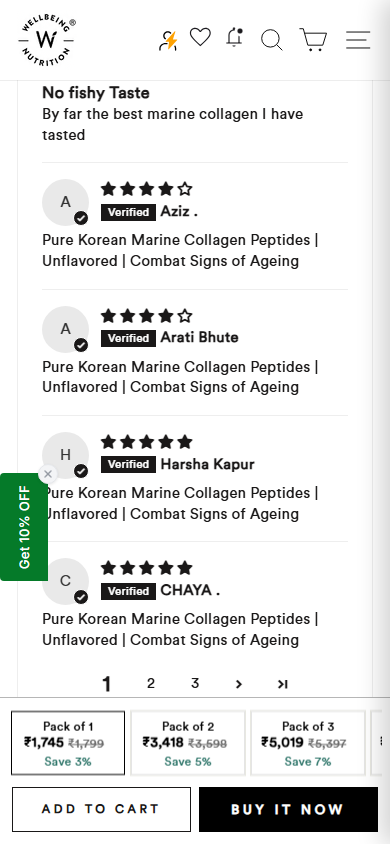 WELLBEING
W
®
NUTRITION
No fishy Taste
By far the best marine collagen I have
tasted
A
Verified Aziz .
Pure Korean Marine Collagen Peptides |
Unflavored | Combat Signs of Ageing
A
Verified Arati Bhute
Pure Korean Marine Collagen Peptides |
Unflavored | Combat Signs of Ageing
H
Verified Harsha Kapur
Pure Korean Marine Collagen Peptides |
Unflavored | Combat Signs of Ageing
Get 10% OFF
C
Verified CHAYA .
Pure Korean Marine Collagen Peptides |
Unflavored | Combat Signs of Ageing
1 2 3
Pack of 1
₹1,745 ₹1,799
Save 3%
Pack of 2
₹3,418 ₹3,598
Save 5%
Pack of 3
₹5,019 ₹5,397
Save 7%
ADD TO CART
BUY IT NOW